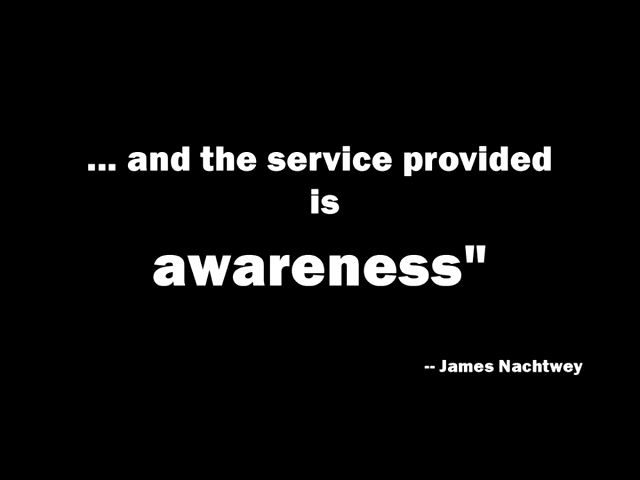 ... and the service provided
is
awareness"
-- James Nachtwey